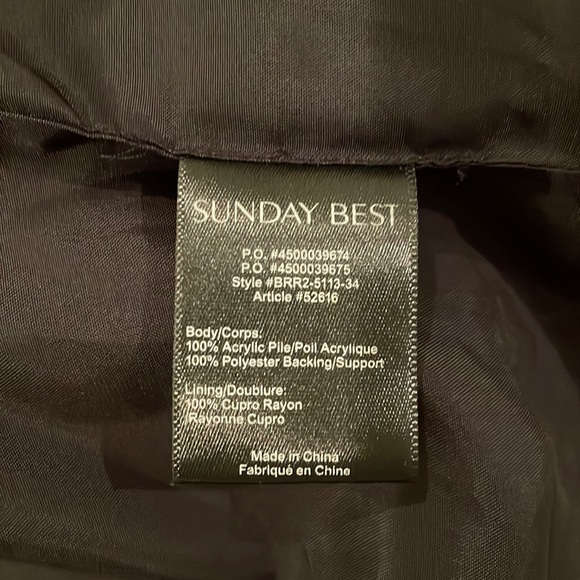 SUNDAY BEST
P.O. #4500039674
P.O. #4500039675
Style #BRR2-5113-34
Article #52616
Body/Corps:
100% Acrylic Pile/Poil Acrylique
100% Polyester Backing/Support
Lining/Doublure:
100% Cupro Rayon
Rayonne Cupro
Made in China
Fabriqué en Chine